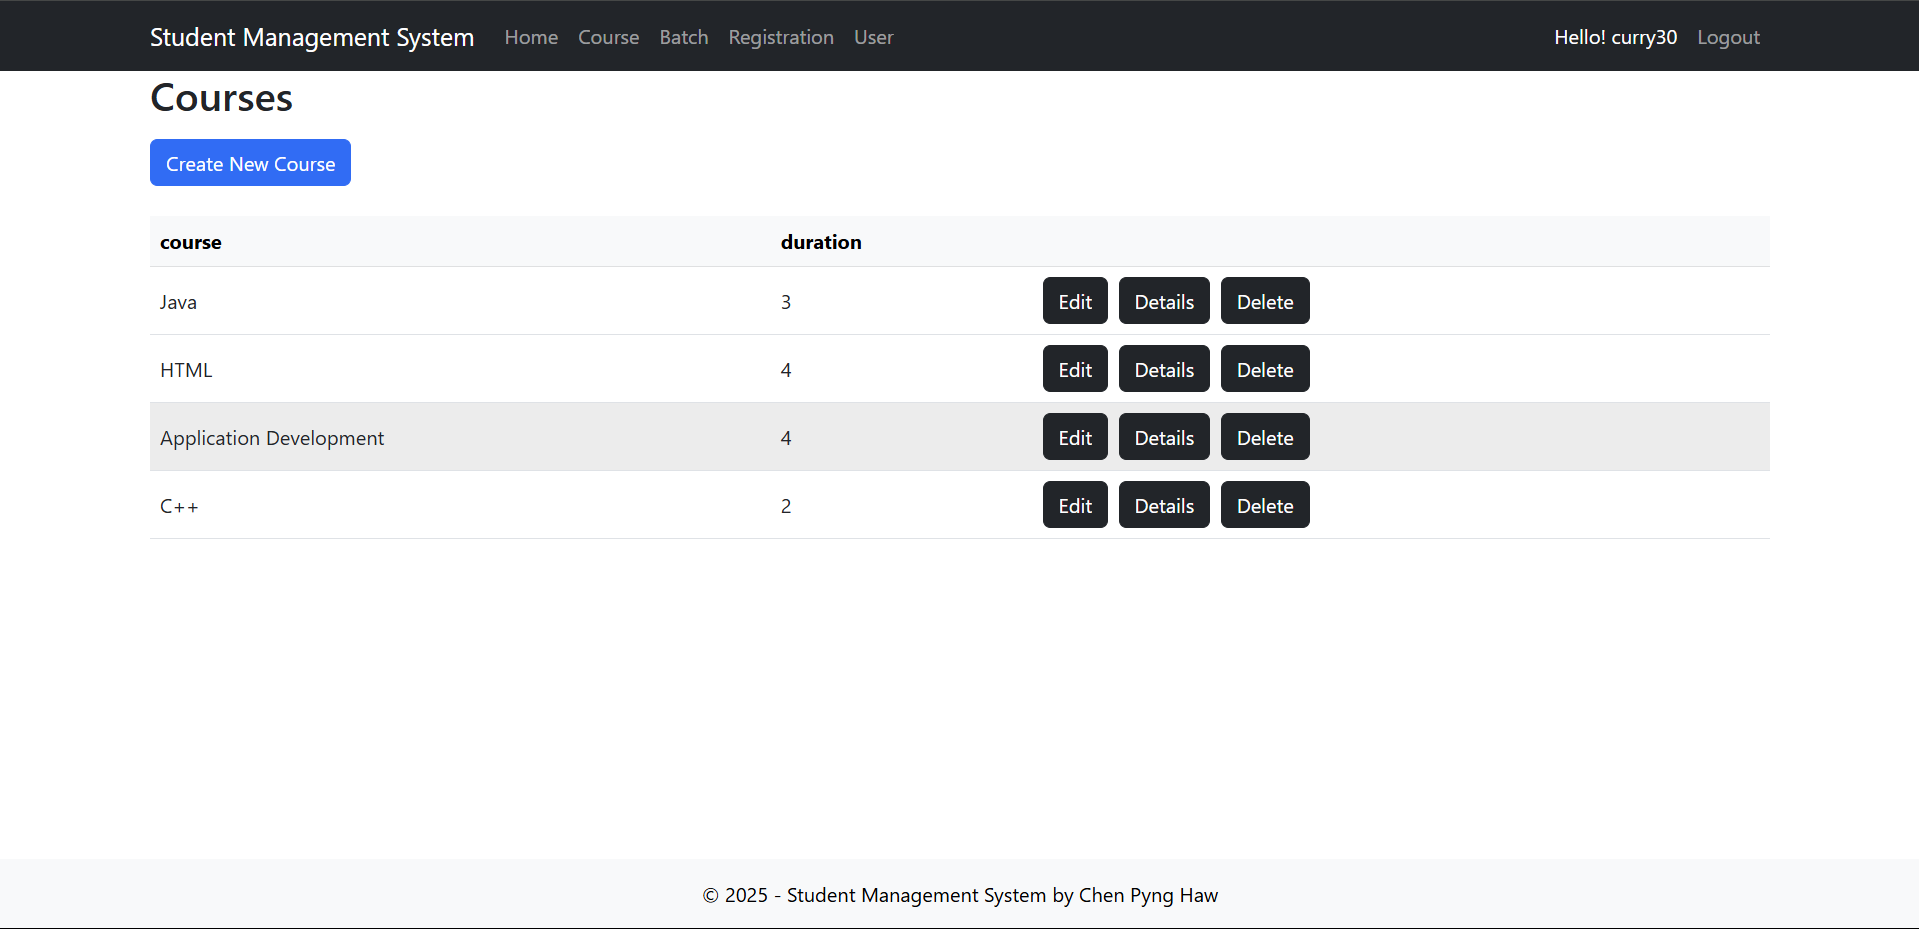 Student Management System Home Course Batch Registration User Hello! curry30 Logout
Courses
Create New Course
course duration
Java 3 Edit Details Delete
HTML 4 Edit Details Delete
Application Development 4 Edit Details Delete
C++ 2 Edit Details Delete
© 2025 - Student Management System by Chen Pyng Haw